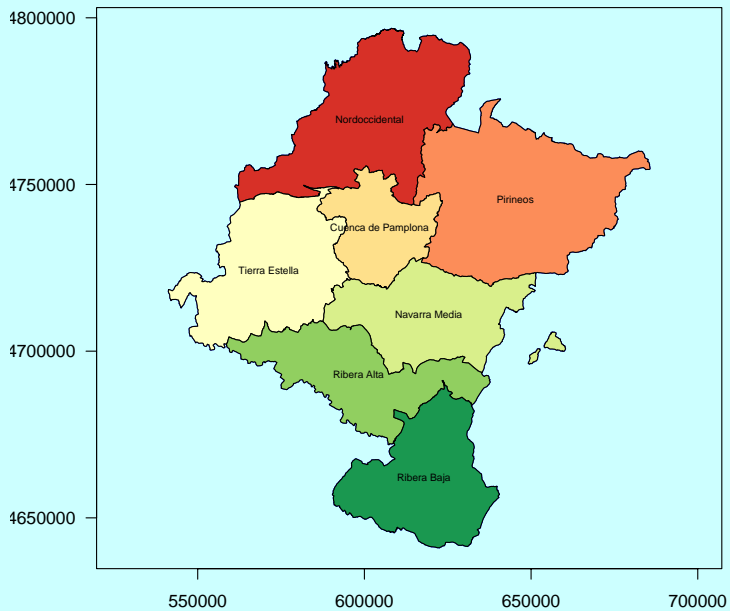 4800000
Nordoccidental
4750000
Pirineos
Cuenca de Pamplona
Tierra Estella
Navarra Media
4700000
Ribera Alta
Ribera Baja
4650000
550000 600000 650000 700000